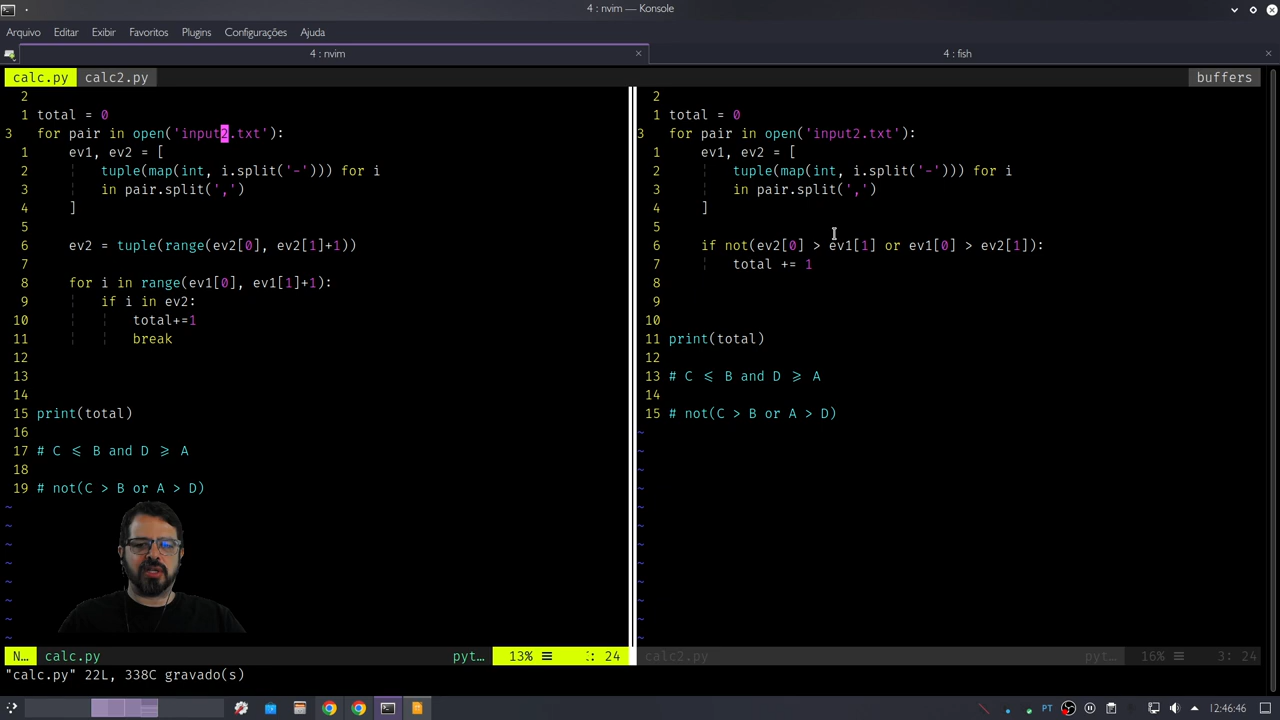 4 : nvim — Konsole
Arquivo Editar Exibir Favoritos Plugins Configurações Ajuda
4 : nvim
4 : fish
calc.py calc2.py
buffers
2
1 total = 0
3 for pair in open('input2.txt'):
1 ev1, ev2 = [
2 tuple(map(int, i.split('-'))) for i
3 in pair.split(',')
4 ]
5
6 ev2 = tuple(range(ev2[0], ev2[1]+1))
7
8 for i in range(ev1[0], ev1[1]+1):
9 if i in ev2:
10 total+=1
11 break
12
13
14
15 print(total)
16
17 # C ⩽ B and D ⩾ A
18
19 # not(C > B or A > D)
~
~
~
~
~
~
~
~
N… calc.py pyt… 13% ☰ : 24
"calc.py" 22L, 338C gravado(s)
2
1 total = 0
3 for pair in open('input2.txt'):
1 ev1, ev2 = [
2 tuple(map(int, i.split('-'))) for i
3 in pair.split(',')
4 ]
5
6 if not(ev2[0] > ev1[1] or ev1[0] > ev2[1]):
7 total += 1
8
9
10
11 print(total)
12
13 # C ⩽ B and D ⩾ A
14
15 # not(C > B or A > D)
~
~
~
~
~
~
~
~
~
~
~
~
calc2.py pyt… 16% ☰ 3: 24
PT
12:46:46